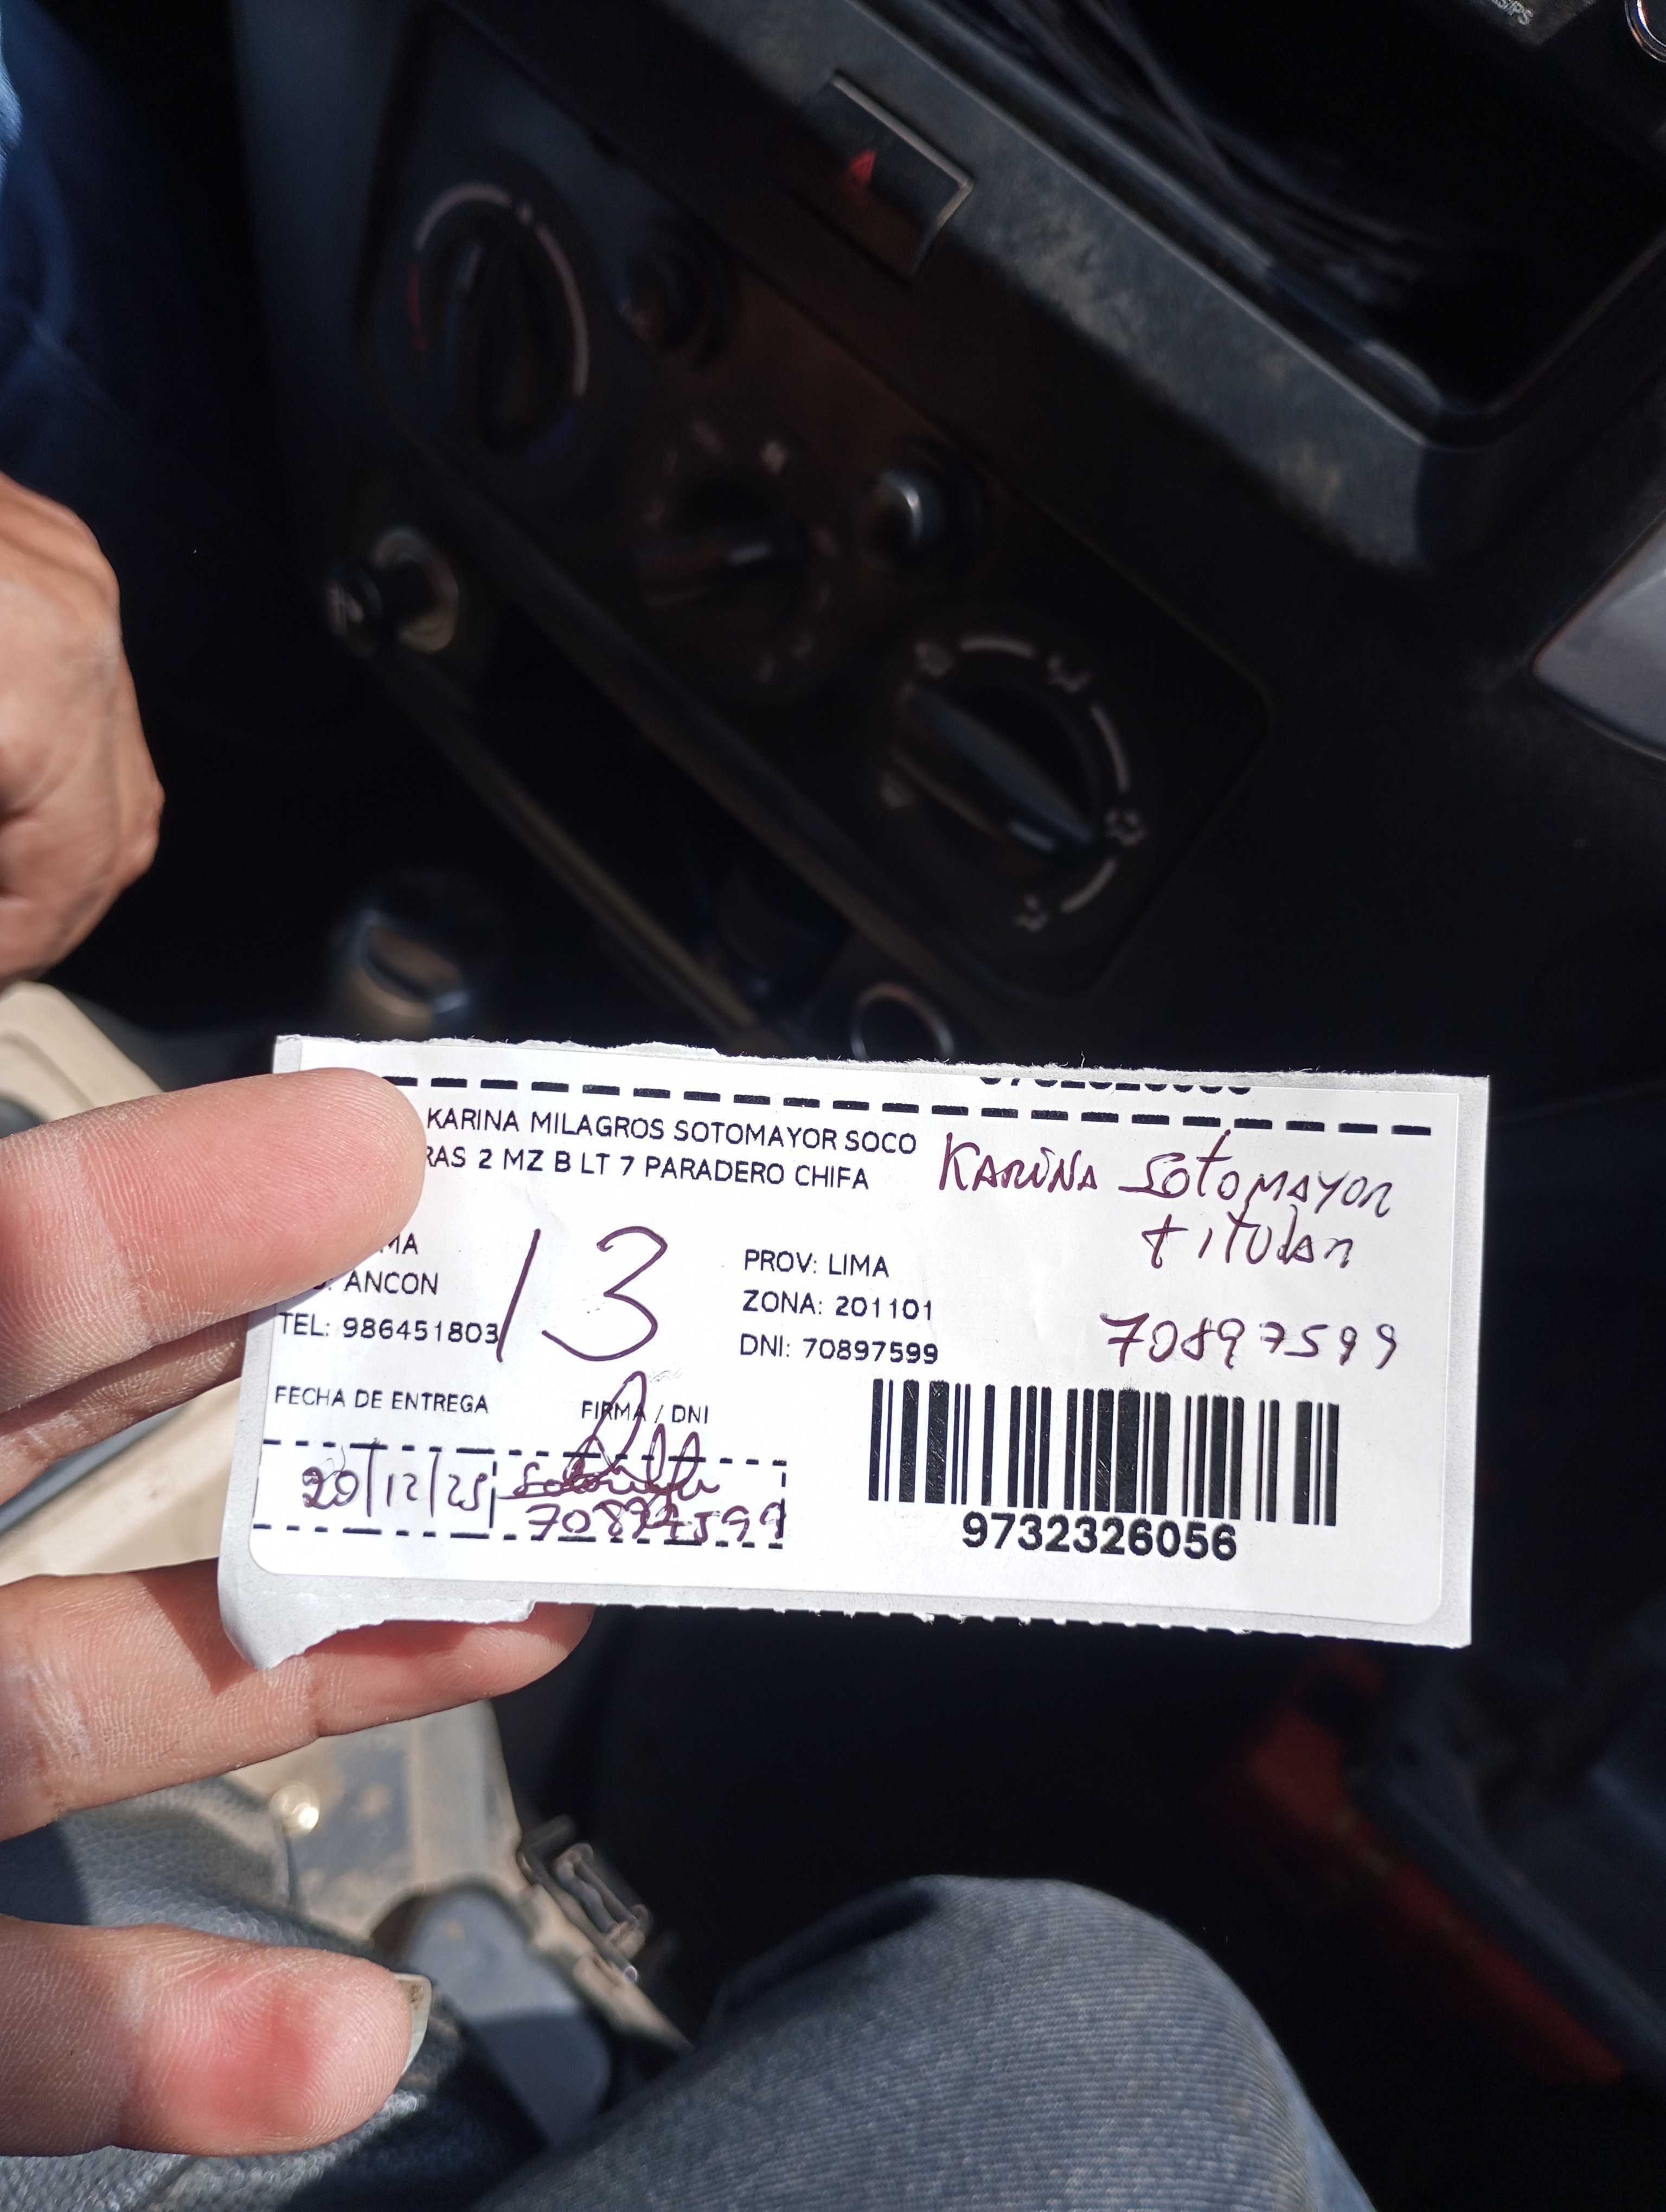 KARINA MILAGROS SOTOMAYOR SOCO
RAS 2 MZ B LT 7 PARADERO CHIFA
KARINA SOTOMAYOR
titular
MA
ANCON
TEL: 986451803
13
PROV: LIMA
ZONA: 201101
DNI: 70897599
70897599
FECHA DE ENTREGA
FIRMA / DNI
20/12/25
70897599
9732326056